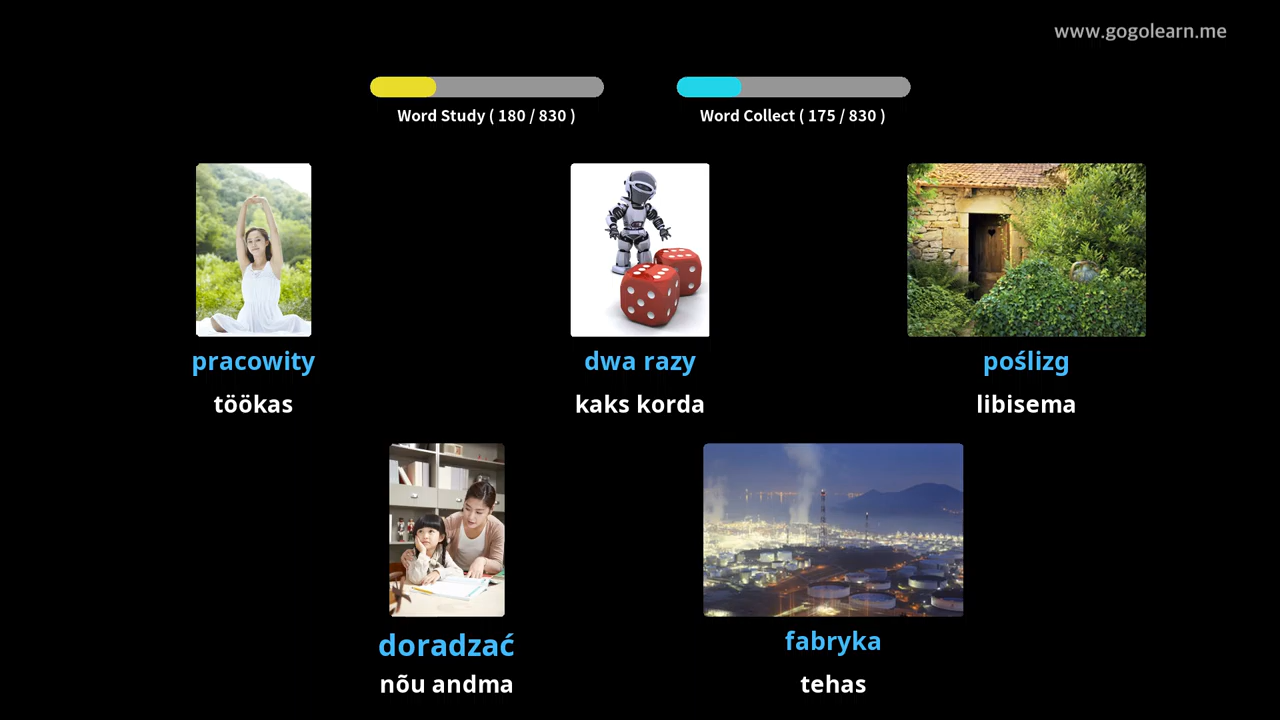 www.gogolearn.me
Word Study ( 180 / 830 )
Word Collect ( 175 / 830 )
pracowity
dwa razy
poślizg
töökas
kaks korda
libisema
doradzać
fabryka
nõu andma
tehas